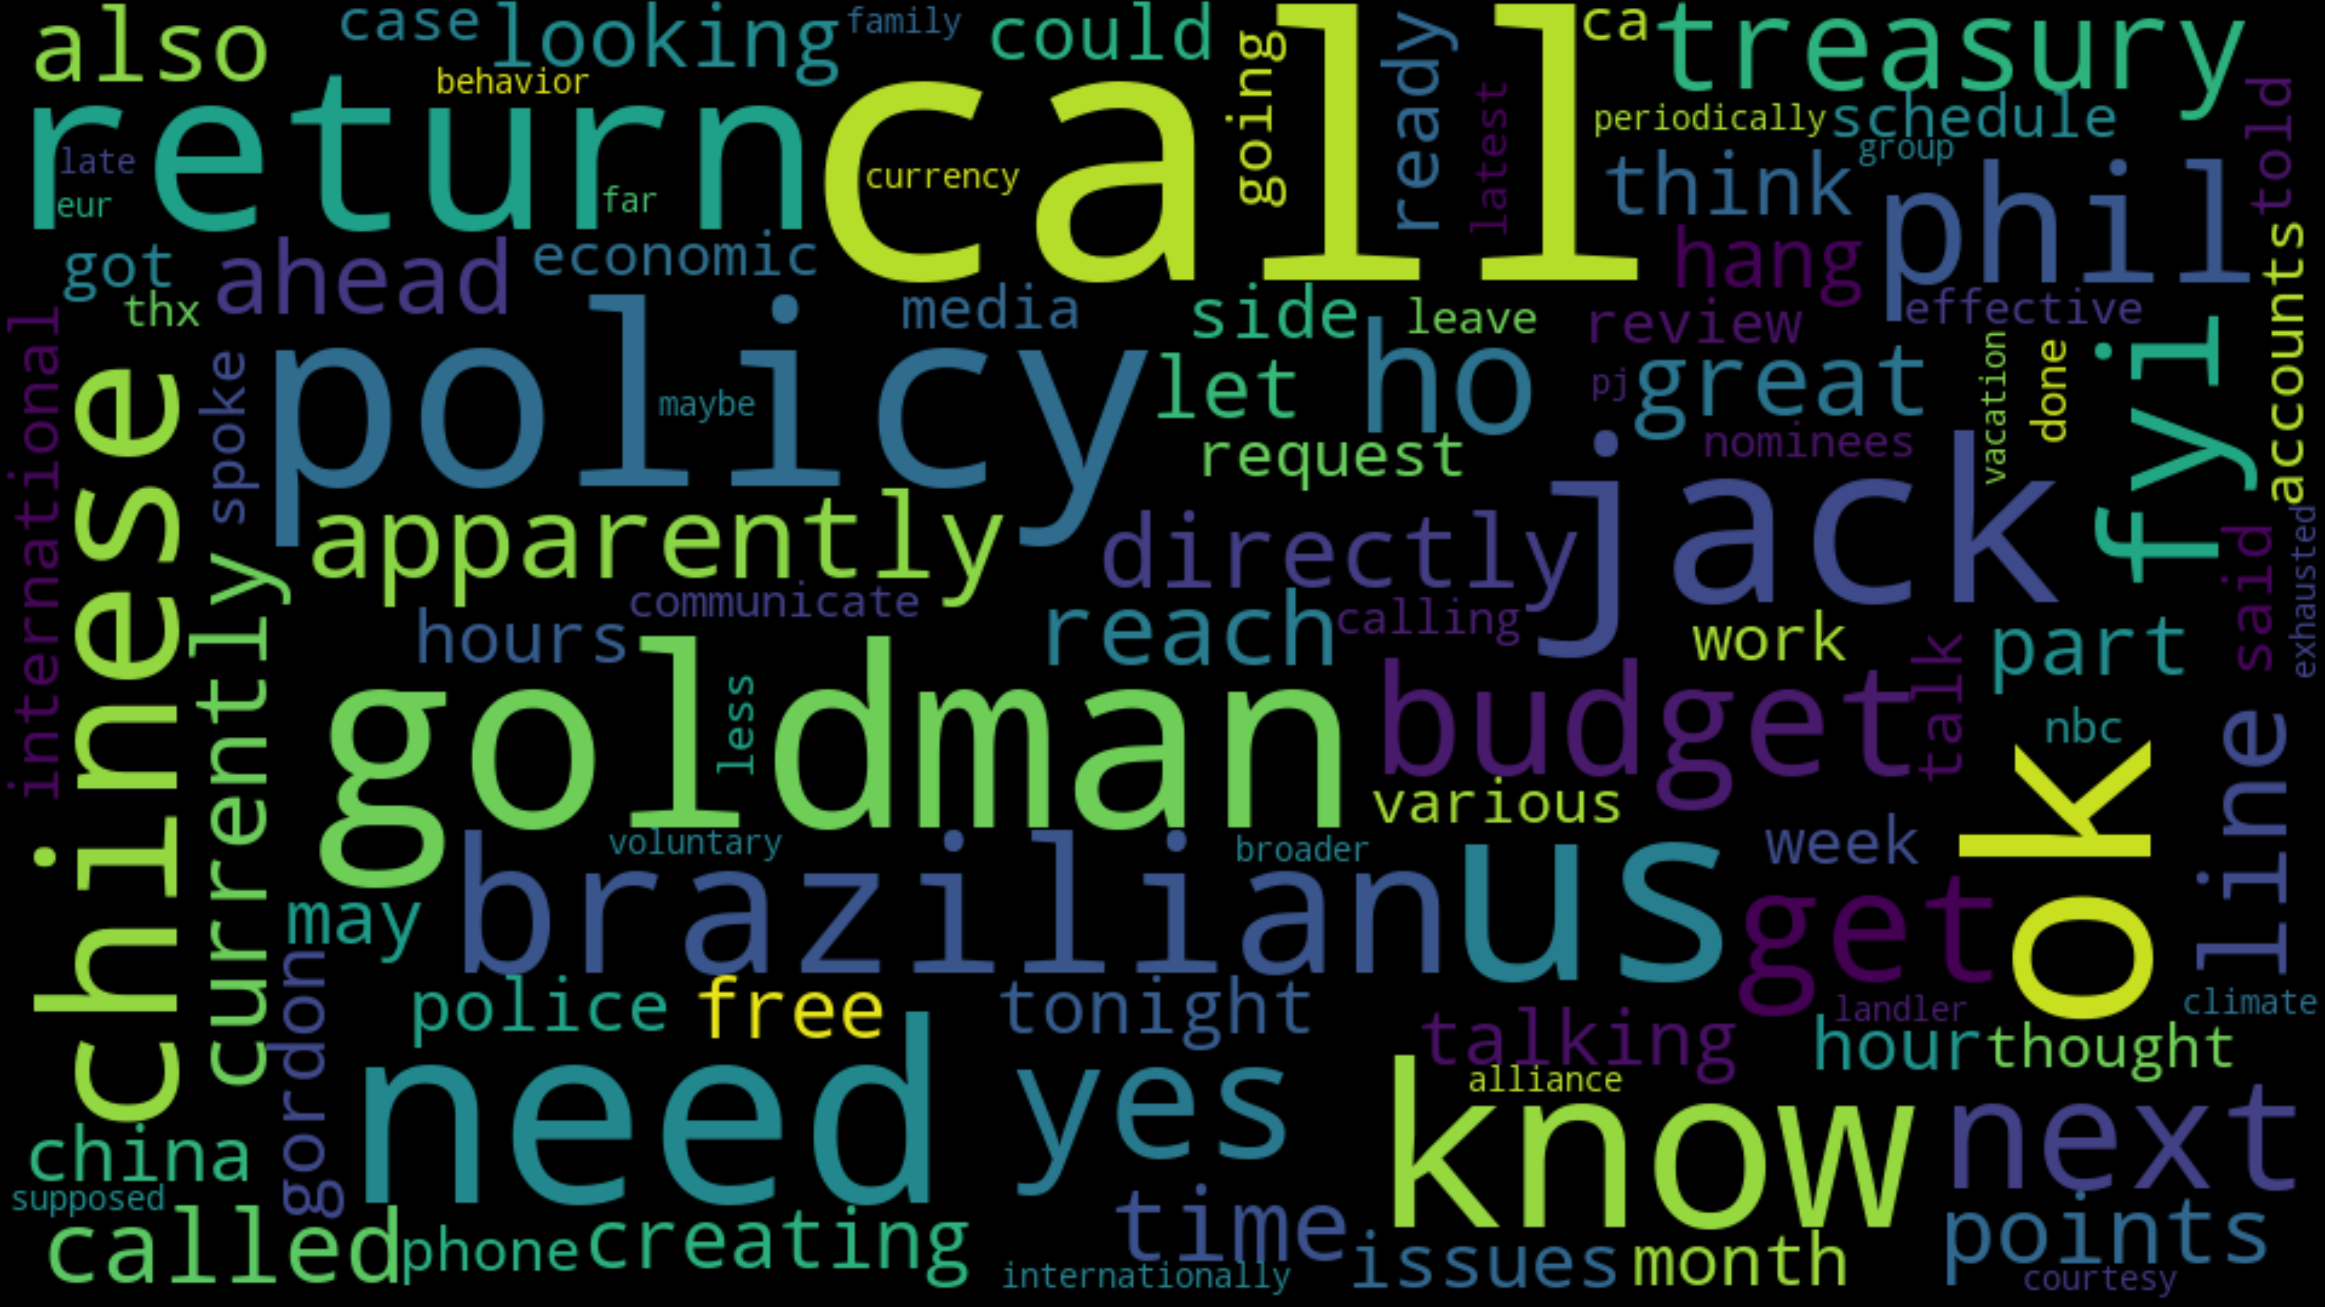 also
case
looking
family
could
going
ready
ca
treasury
behavior
return
call
latest
periodically
schedule
told
late
eur
far
currency
think
group
phil
got
ahead
economic
hang
accounts
thx
media
side
leave
review
effective
international
chinese
spoke
policy
maybe
let
ho
pj
great
vacation
done
fyi
request
nominees
jack
apparently
directly
said
exhausted
currently
communicate
hours
reach
calling
work
talk
part
goldman
less
budget
nbc
line
various
ok
voluntary
broader
week
may
brazilian
us
get
gordon
police
free
tonight
talking
landler
climate
hour
thought
need
yes
alliance
know
next
china
supposed
called
phone
creating
time
internationally
issues
month
points
courtesy